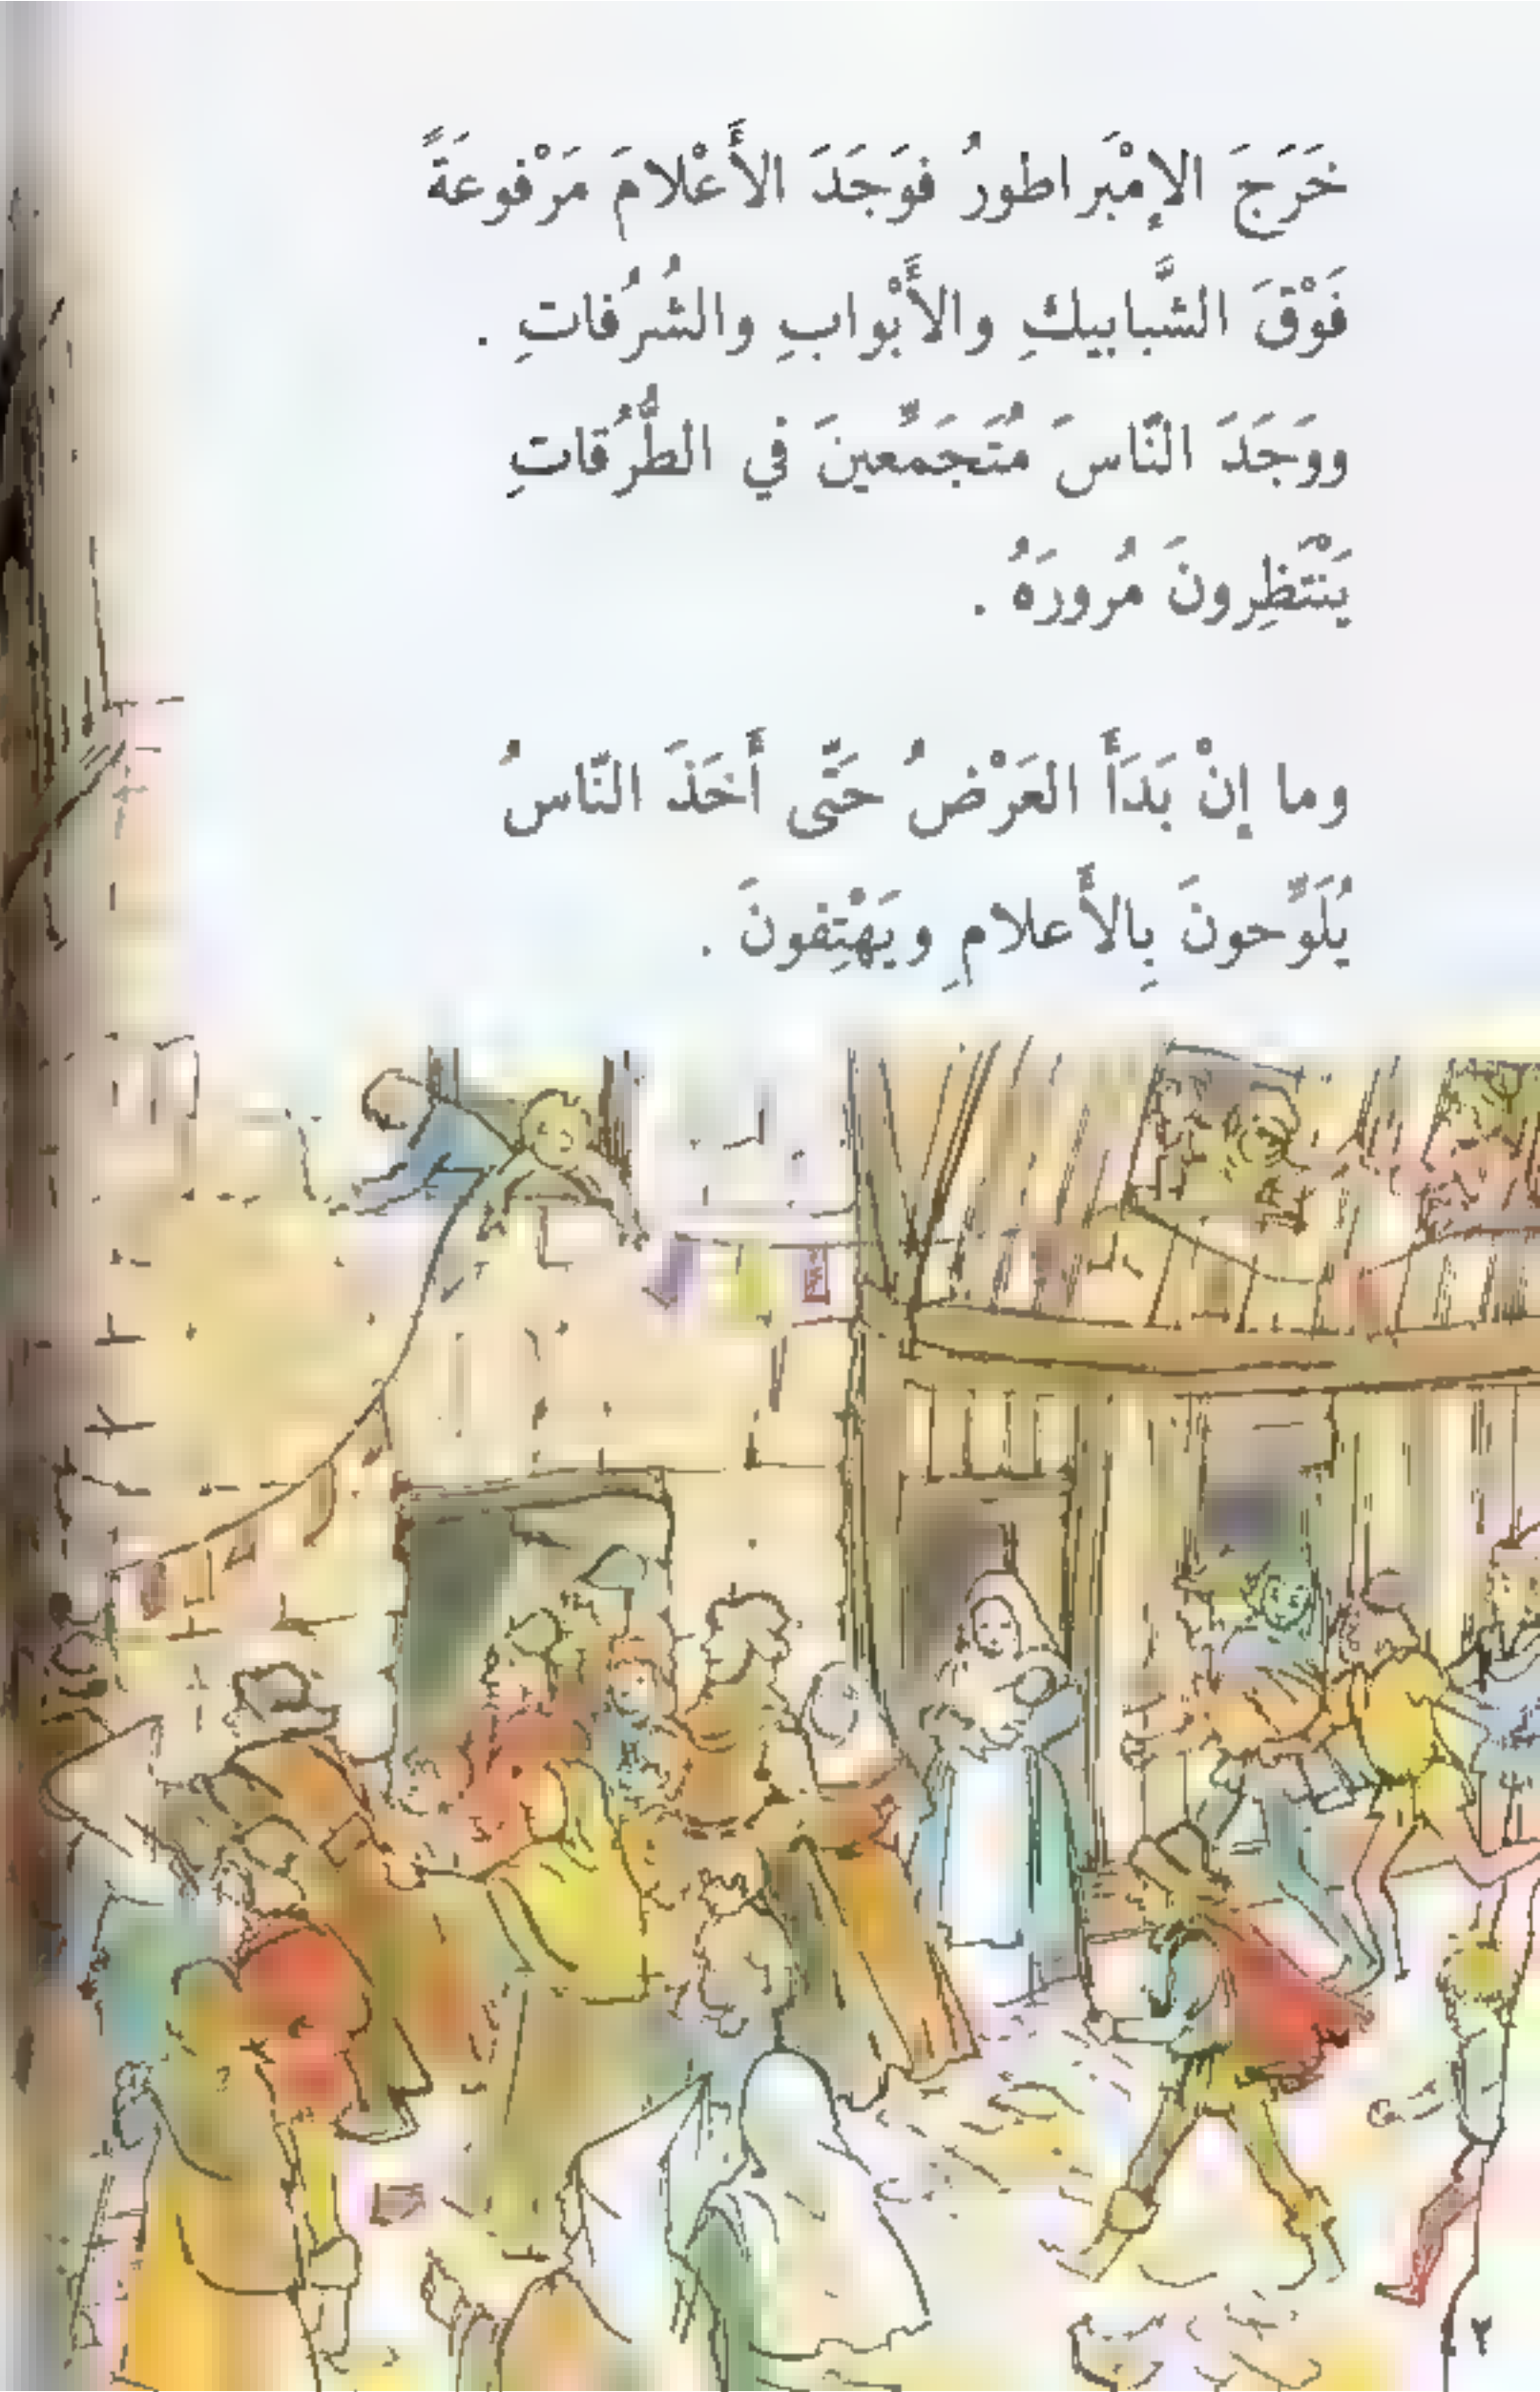 خَرَجَ الإمْبَراطورُ فوَجَدَ الأَعْلامَ مَرْفوعَةً
فَوْقَ الشَّبابيكِ والأَبْوابِ والشُرُفاتِ .
ووَجَدَ النّاسَ مُتَجَمِّعينَ في الطُّرُقاتِ
يَنْتَظِرونَ مُرورَهُ .
وما إنْ بَدَأَ العَرْضُ حَتّى أَخَذَ النّاسُ
يُلَوِّحونَ بِالأَعلامِ ويَهْتِفونَ .
٢